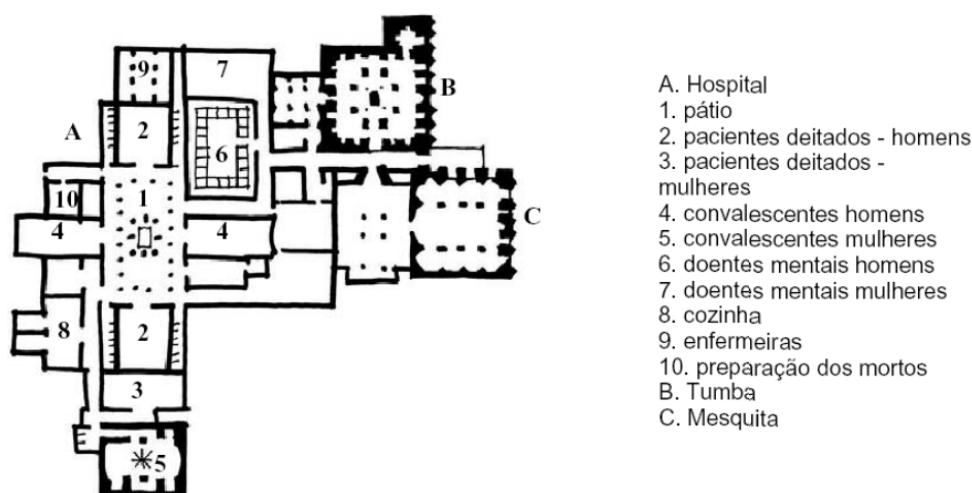 9
7
B
A
2
6
10
1
4
4
C
8
2
3
5
A. Hospital
1. pátio
2. pacientes deitados - homens
3. pacientes deitados -
mulheres
4. convalescentes homens
5. convalescentes mulheres
6. doentes mentais homens
7. doentes mentais mulheres
8. cozinha
9. enfermeiras
10. preparação dos mortos
B. Tumba
C. Mesquita